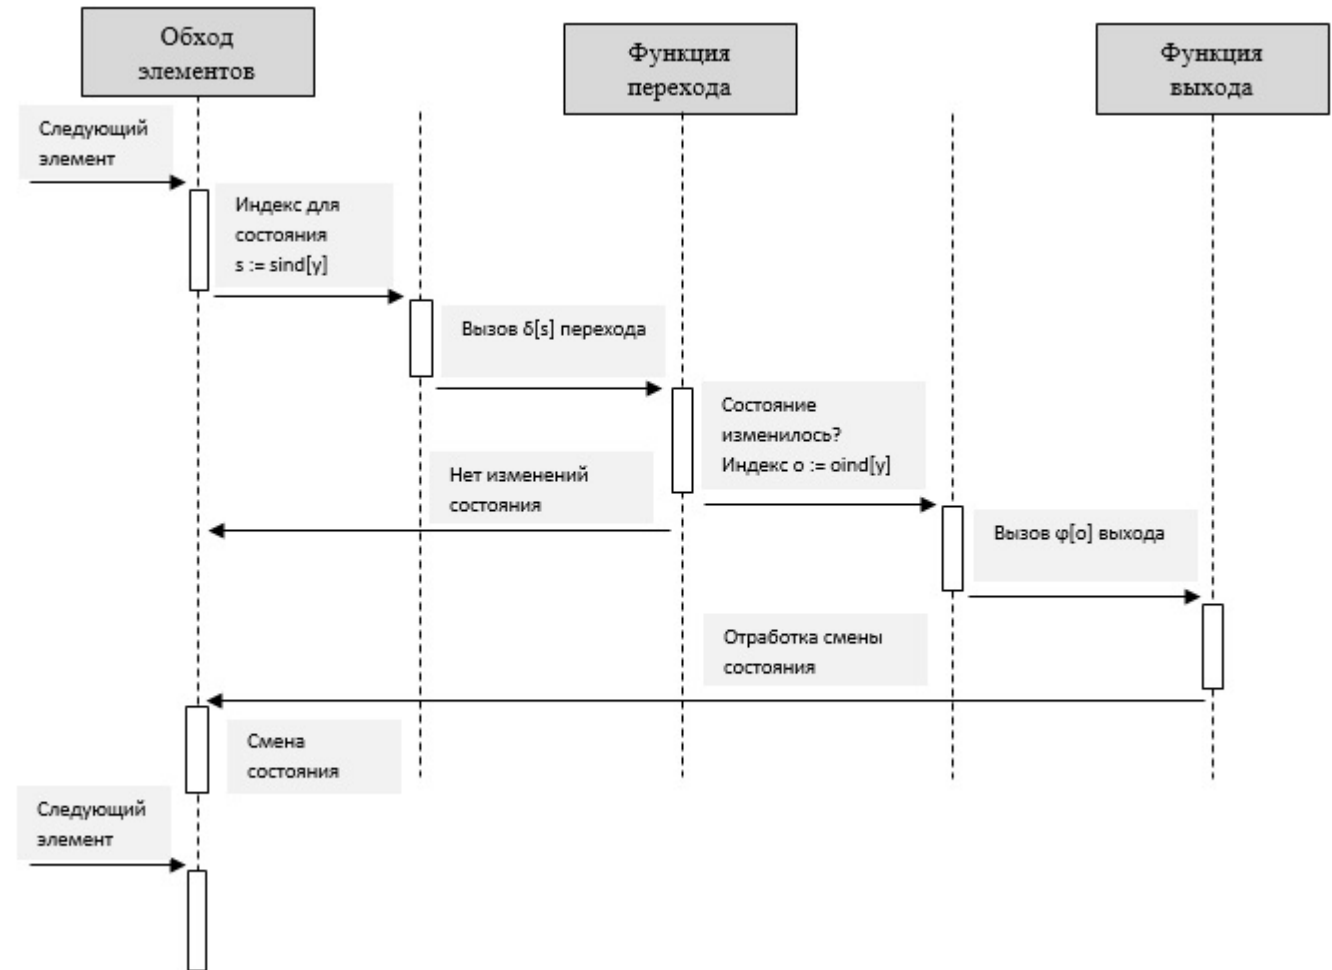 Обход
элементов
Функция
перехода
Функция
выхода
Следующий
элемент
Индекс для
состояния
s := sind[y]
Вызов δ[s] перехода
Состояние
изменилось?
Индекс o := oind[y]
Нет изменений
состояния
Вызов φ[o] выхода
Отработка смены
состояния
Смена
состояния
Следующий
элемент